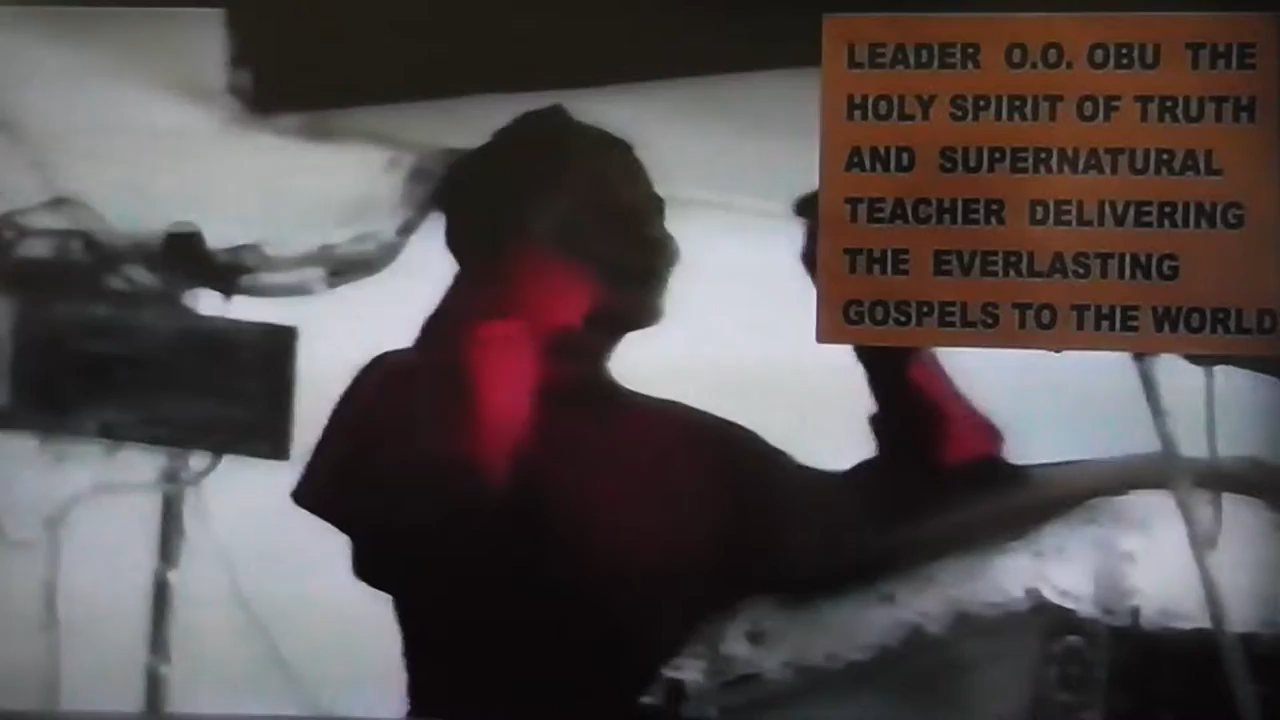 LEADER O.O. OBU THE
HOLY SPIRIT OF TRUTH
AND SUPERNATURAL
TEACHER DELIVERING
THE EVERLASTING
GOSPELS TO THE WORLD